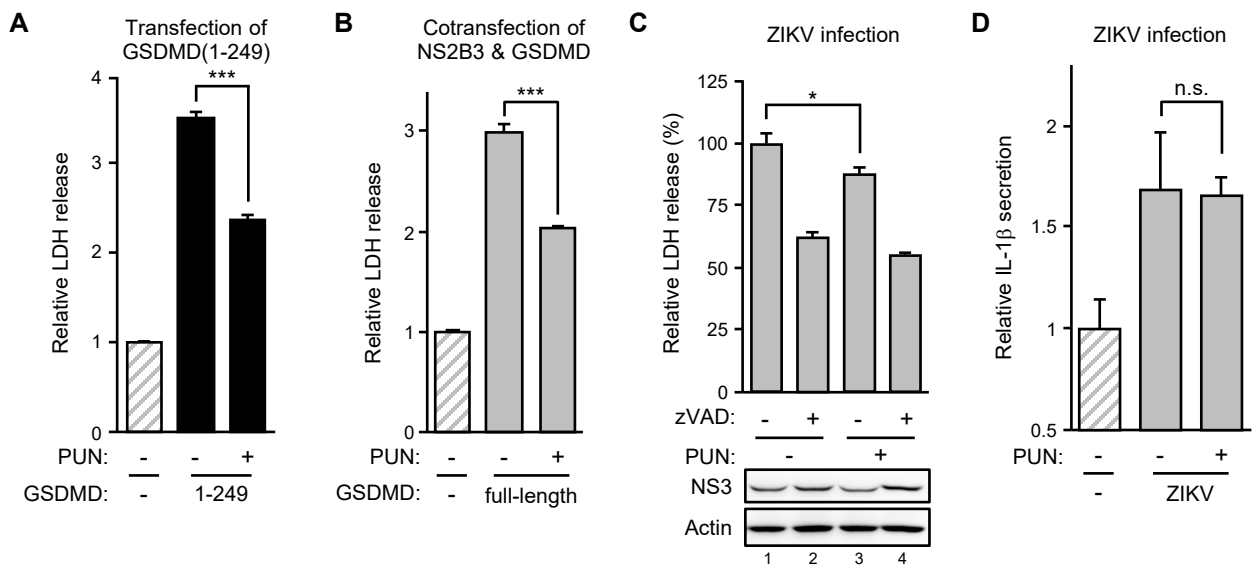 A
Transfection of
GSDMD(1-249)
***
Relative LDH release
4
3
2
1
0
PUN: - - +
GSDMD: - 1-249
B
Cotransfection of
NS2B3 & GSDMD
***
Relative LDH release
3
2
1
0
PUN: - - +
GSDMD: - full-length
C
ZIKV infection
*
Relative LDH release (%)
125
100
75
50
25
0
zVAD: - + - +
PUN: - +
NS3
Actin
1 2 3 4
D
ZIKV infection
n.s.
Relative IL-1β secretion
2
1.5
1
0.5
PUN: - - +
- ZIKV